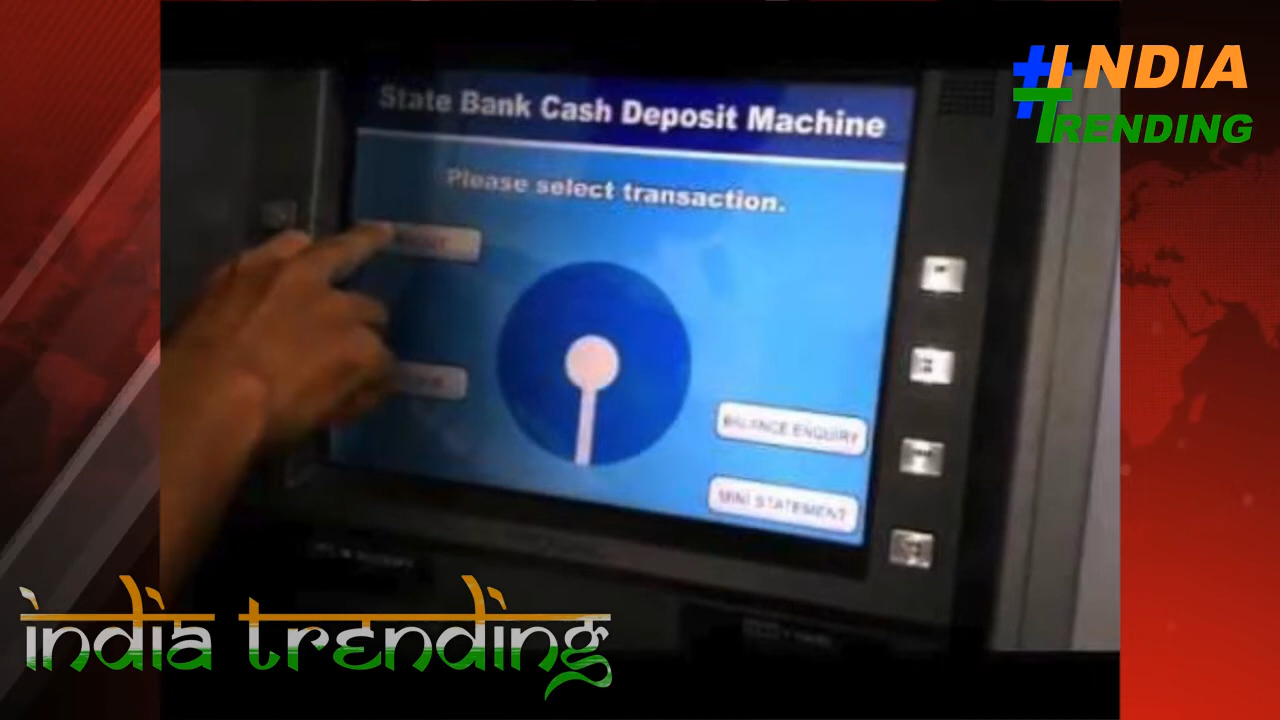 #INDIA
TRENDING
State Bank Cash Deposit Machine
Please select transaction.
BALANCE ENQUIRY
MINI STATEMENT
india trending